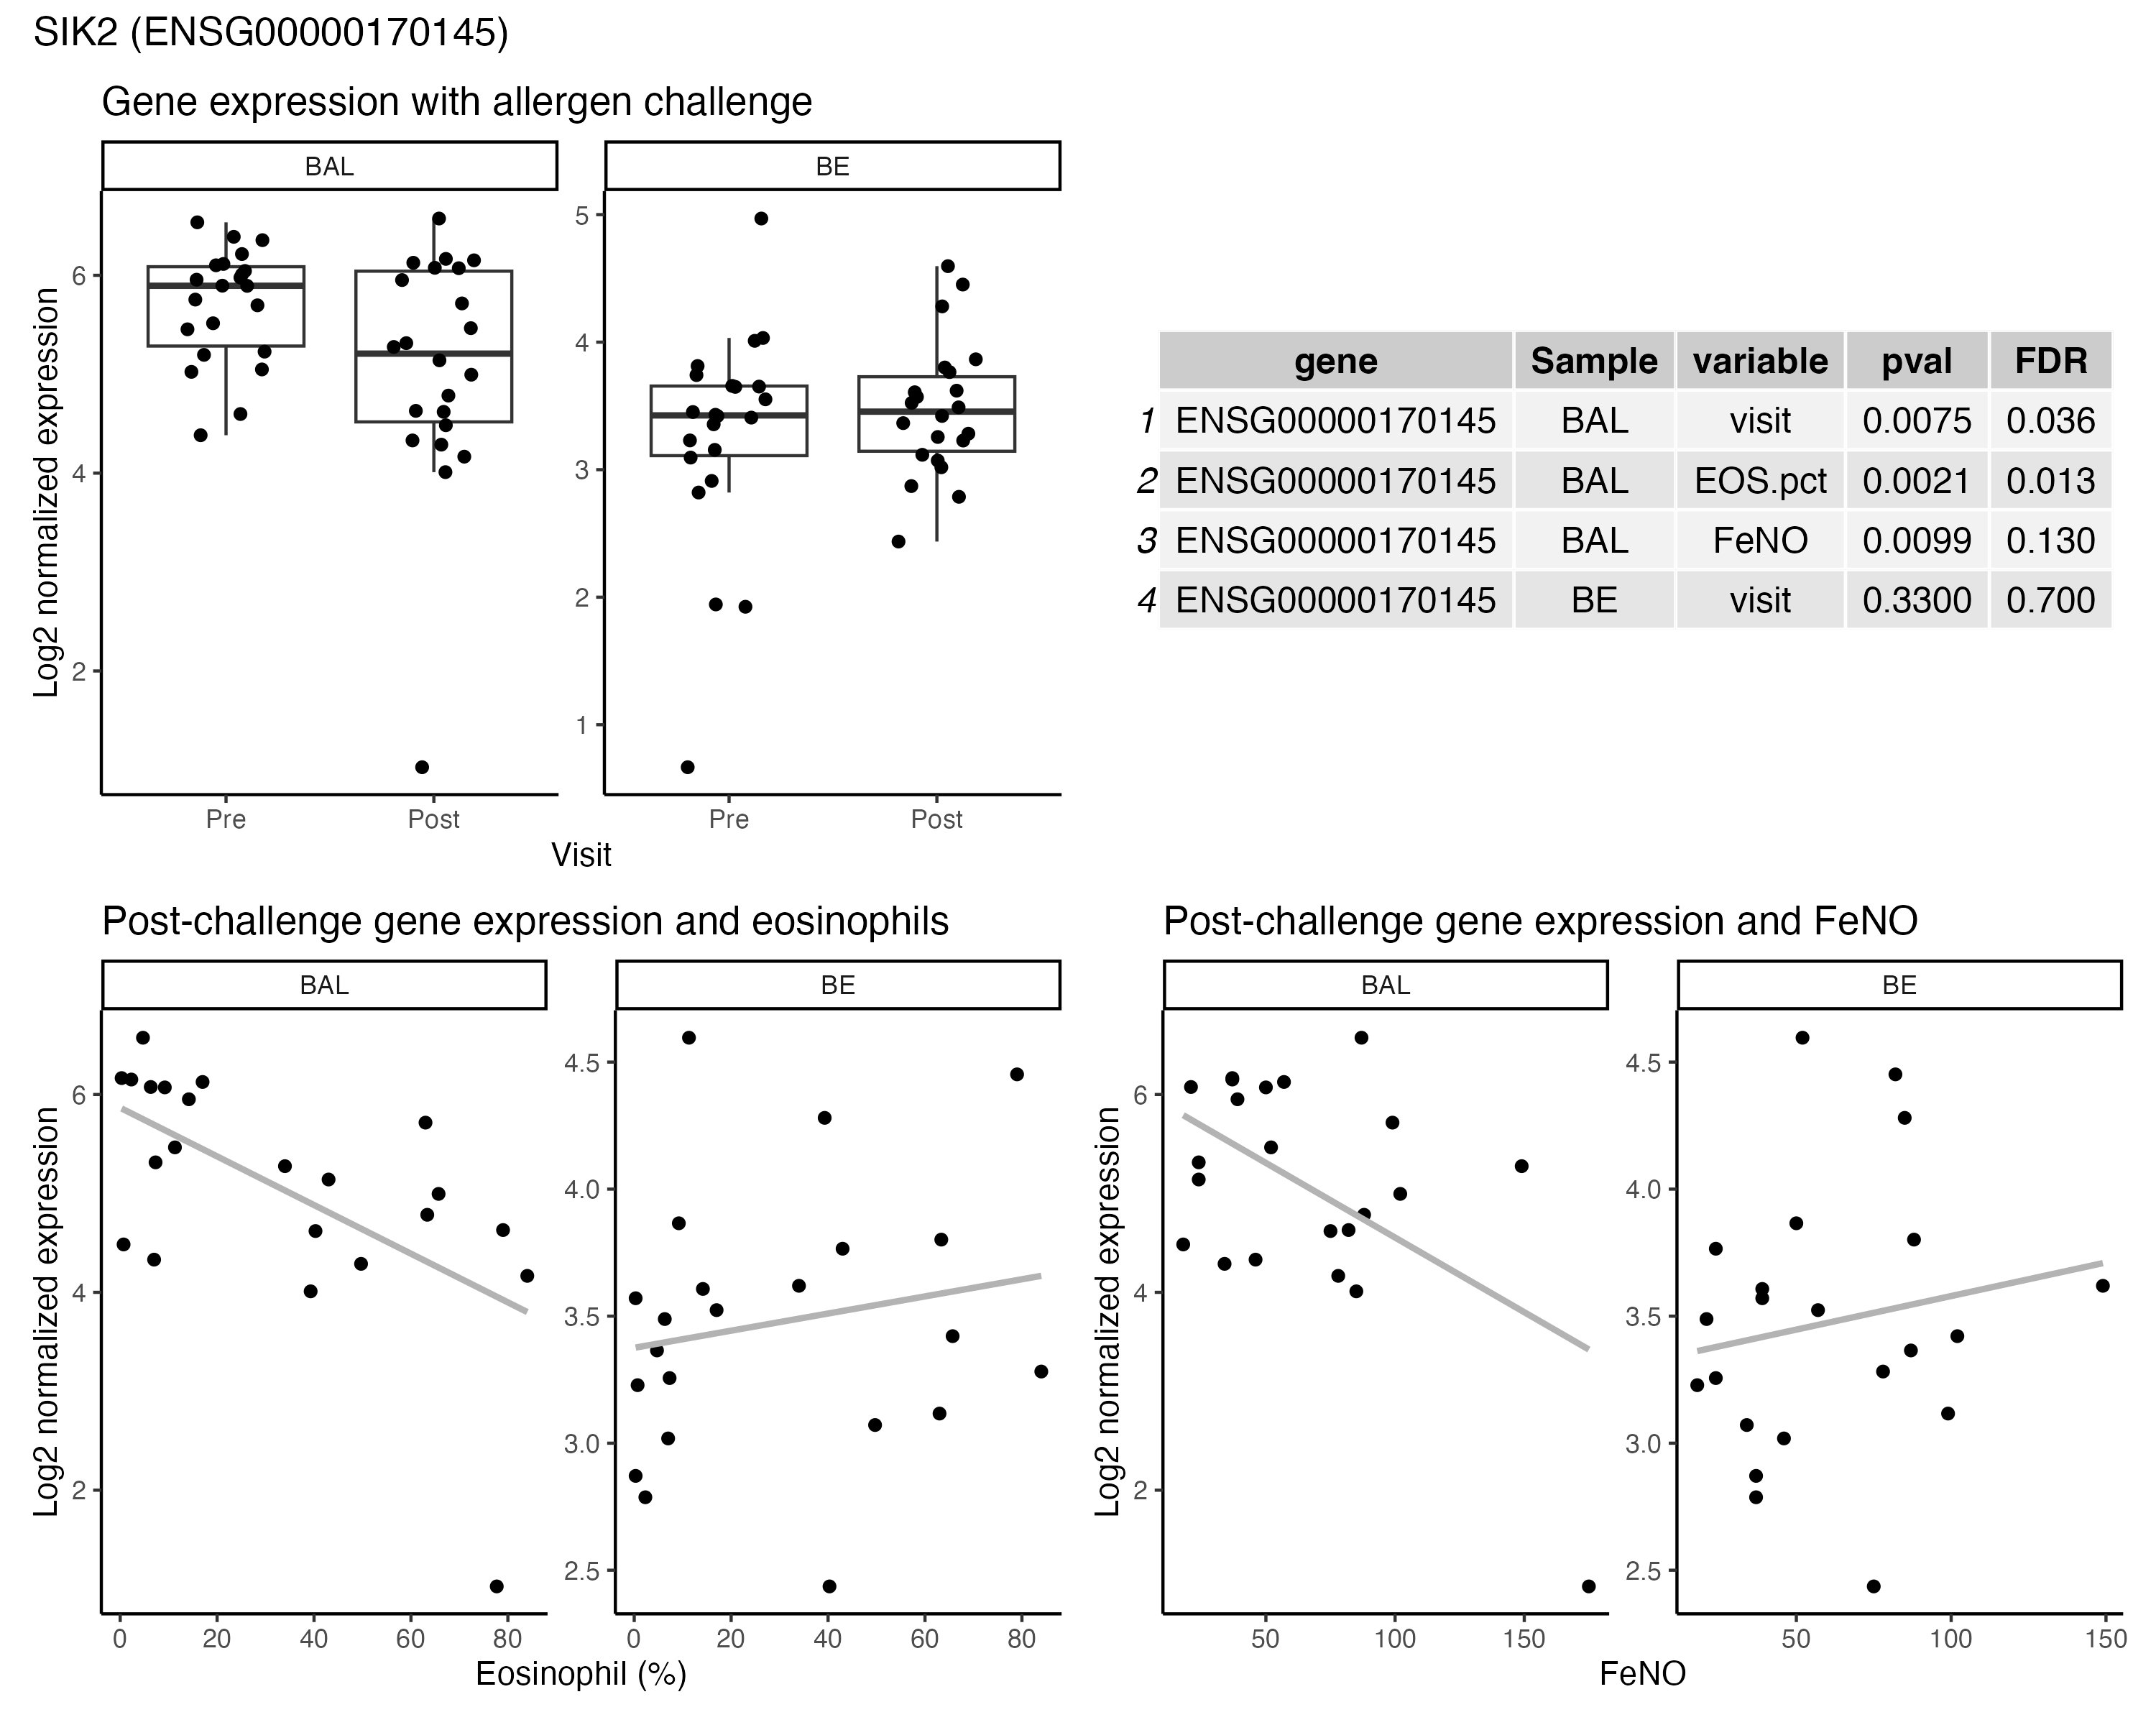 SIK2 (ENSG00000170145)
Gene expression with allergen challenge
BAL BE
Log2 normalized expression
6
4
2
5
4
3
2
1
Pre Post Pre Post
Visit
gene Sample variable pval FDR
1 ENSG00000170145 BAL visit 0.0075 0.036
2 ENSG00000170145 BAL EOS.pct 0.0021 0.013
3 ENSG00000170145 BAL FeNO 0.0099 0.130
4 ENSG00000170145 BE visit 0.3300 0.700
Post-challenge gene expression and eosinophils
BAL BE
Log2 normalized expression
6
4
2
4.5
4.0
3.5
3.0
2.5
0 20 40 60 80 0 20 40 60 80
Eosinophil (%)
Post-challenge gene expression and FeNO
BAL BE
Log2 normalized expression
6
4
2
4.5
4.0
3.5
3.0
2.5
50 100 150 50 100 150
FeNO